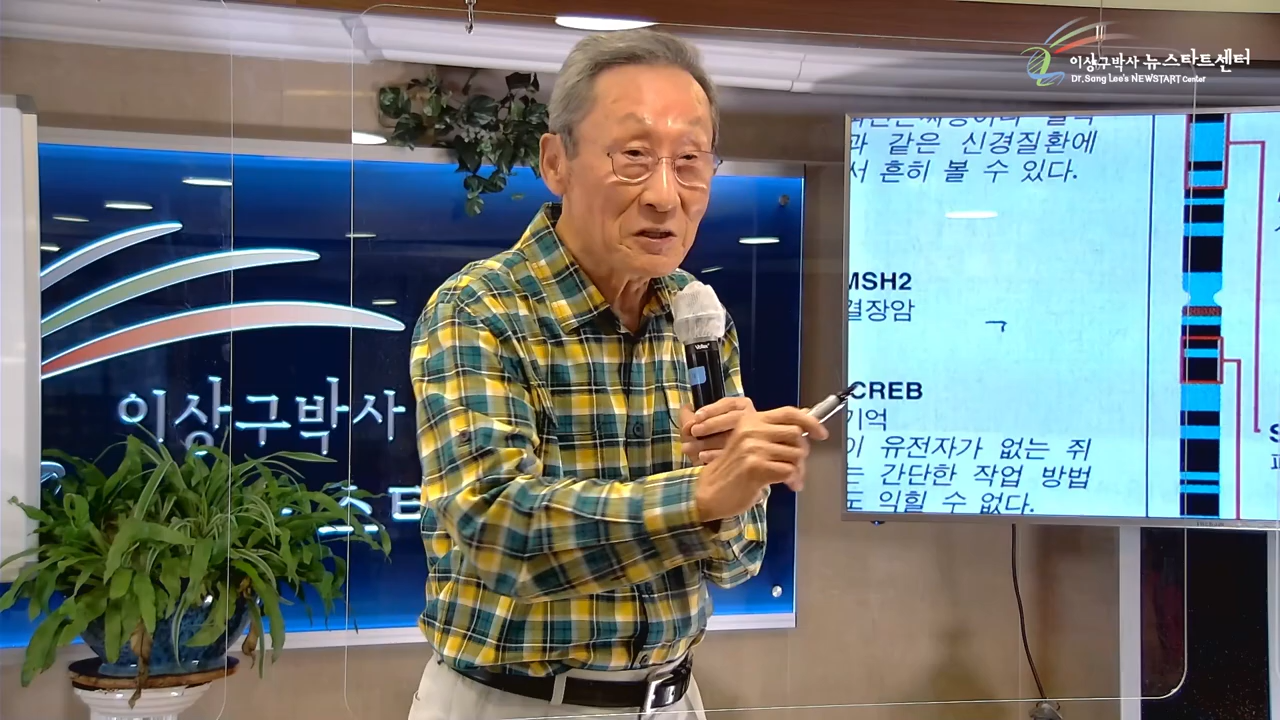 이상구박사 뉴스타트센터
Dr. Sang Lee's NEWSTART Center
과 같은 신경질환에
서 흔히 볼 수 있다.
MSH2
결장암
CREB
기억
이 유전자가 없는 쥐
는 간단한 작업 방법
도 익힐 수 없다.
이상구박사